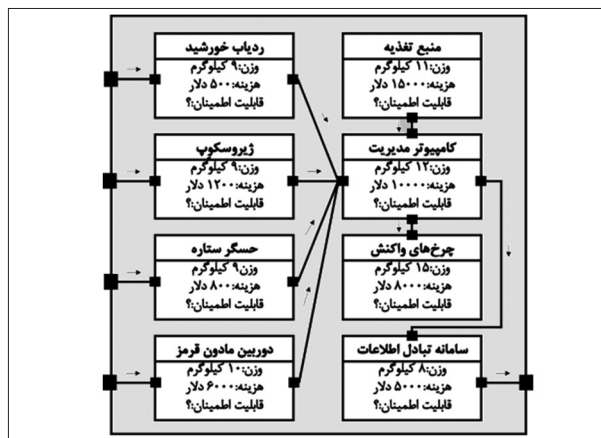 ردیاب خورشید
وزن:۹ کیلوگرم
هزینه:۵۰۰ دلار
قابلیت اطمینان:؟
منبع تغذیه
وزن:۱۱ کیلوگرم
هزینه:۱۵۰۰۰ دلار
قابلیت اطمینان:؟
ژیروسکوپ
وزن:۹ کیلوگرم
هزینه:۱۲۰۰ دلار
قابلیت اطمینان:؟
کامپیوتر مدیریت
وزن:۱۲ کیلوگرم
هزینه:۱۰۰۰۰ دلار
قابلیت اطمینان:؟
حسگر ستاره
وزن:۹ کیلوگرم
هزینه:۸۰۰ دلار
قابلیت اطمینان:؟
چرخ‌های واکنش
وزن:۱۵ کیلوگرم
هزینه:۸۰۰۰ دلار
قابلیت اطمینان:؟
دوربین مادون قرمز
وزن:۱۰ کیلوگرم
هزینه:۶۰۰۰ دلار
قابلیت اطمینان:؟
سامانه تبادل اطلاعات
وزن:۸ کیلوگرم
هزینه:۵۰۰۰ دلار
قابلیت اطمینان:؟